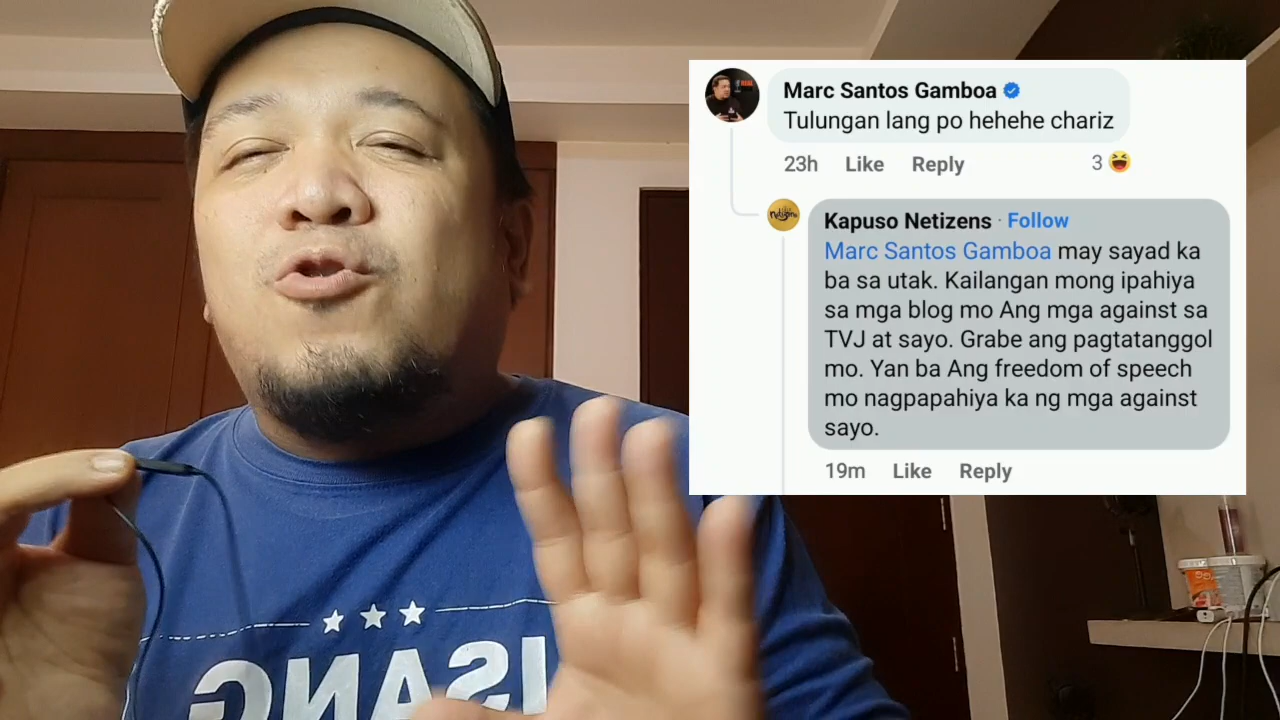 Marc Santos Gamboa
Tulungan lang po hehehe chariz
23h Like Reply 3
Kapuso Netizens · Follow
Marc Santos Gamboa may sayad ka
ba sa utak. Kailangan mong ipahiya
sa mga blog mo Ang mga against sa
TVJ at sayo. Grabe ang pagtatanggol
mo. Yan ba Ang freedom of speech
mo nagpapahiya ka ng mga against
sayo.
19m Like Reply
ISANG